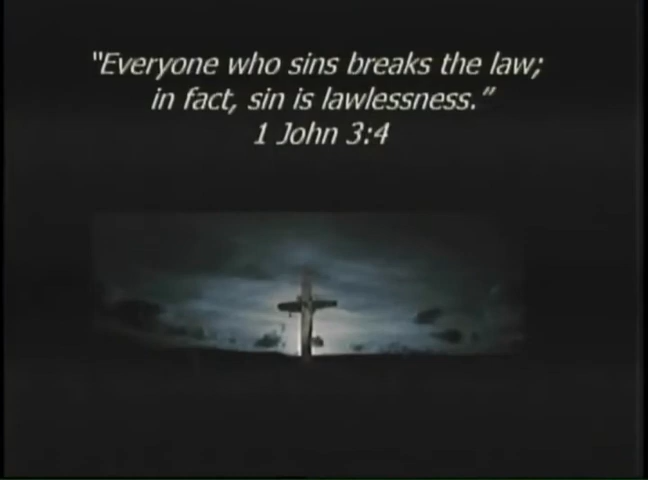 "Everyone who sins breaks the law;
in fact, sin is lawlessness."
1 John 3:4